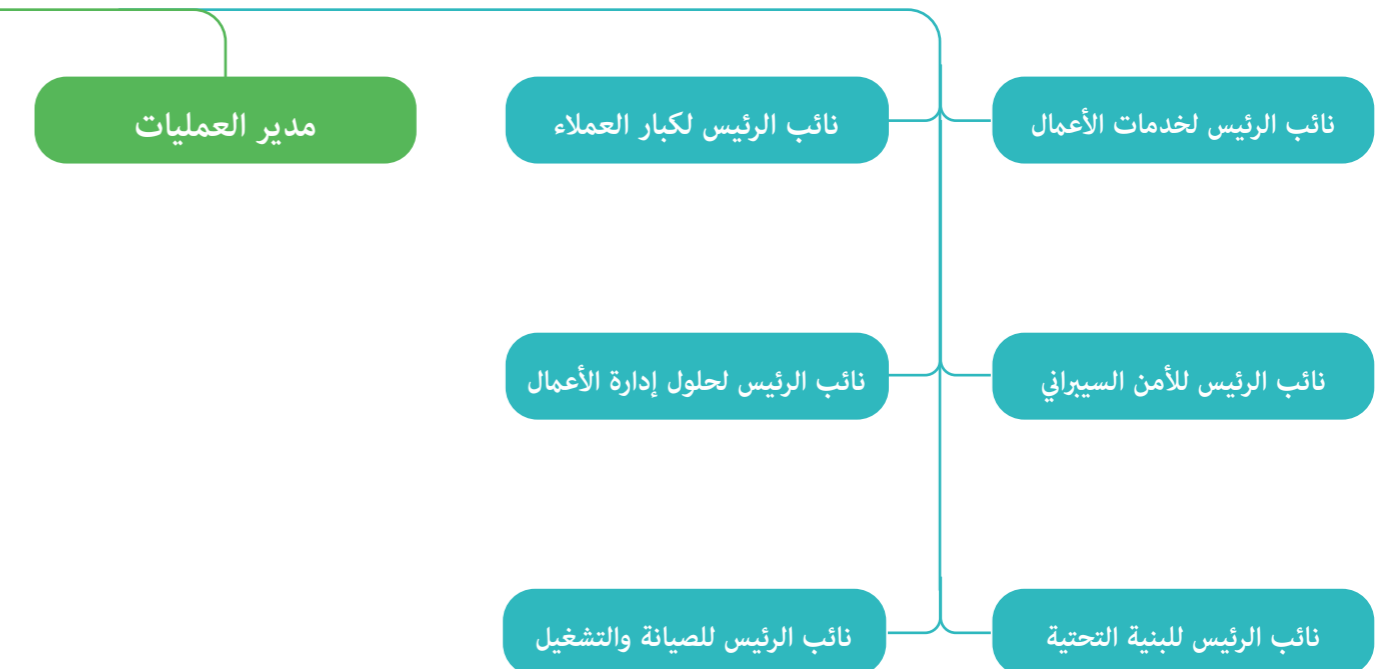 نائب الرئيس لخدمات الأعمال
نائب الرئيس لكبار العملاء
مدير العمليات
نائب الرئيس للأمن السيبراني
نائب الرئيس لحلول إدارة الأعمال
نائب الرئيس للبنية التحتية
نائب الرئيس للصيانة والتشغيل